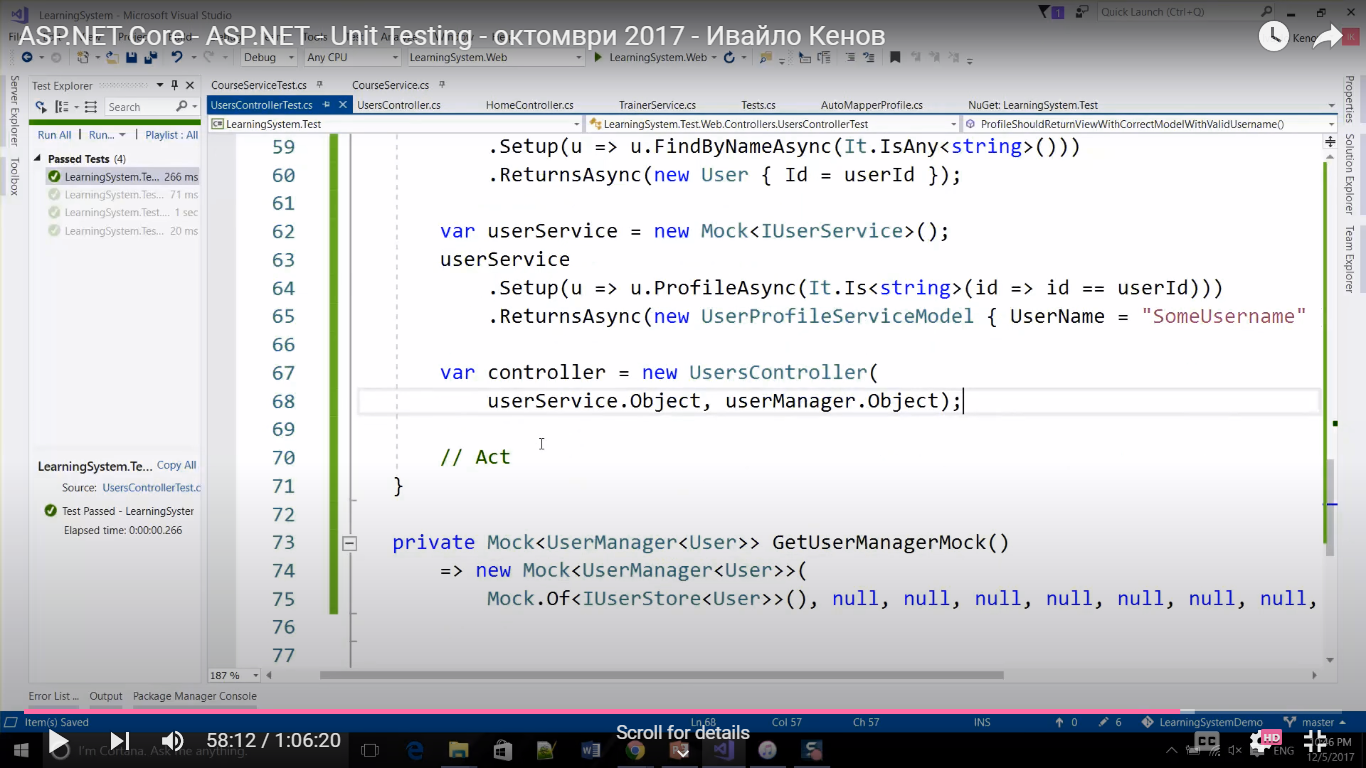 LearningSystem - Microsoft Visual Studio
Quick Launch (Ctrl+Q)
ASP.NET Core - ASP.NET - Unit Testing - октомври 2017 - Ивайло Кенов
Debug
Any CPU
LearningSystem.Web
LearningSystem.Web
Server Explorer
Toolbox
Test Explorer
Search
Run All
Run...
Playlist : All
Passed Tests (4)
LearningSystem.Te... 266 ms
LearningSystem.Tes... 71 ms
LearningSystem.Test.... 1 sec
LearningSystem.Tes... 20 ms
LearningSystem.Te... Copy All
Source: UsersControllerTest.c
Test Passed - LearningSyster
Elapsed time: 0:00:00.266
CourseServiceTest.cs
CourseService.cs
UsersControllerTest.cs
UsersController.cs
HomeController.cs
TrainerService.cs
Tests.cs
AutoMapperProfile.cs
NuGet: LearningSystem.Test
LearningSystem.Test
LearningSystem.Test.Web.Controllers.UsersControllerTest
ProfileShouldReturnViewWithCorrectModelWithValidUsername()
59 .Setup(u => u.FindByNameAsync(It.IsAny<string>()))
60 .ReturnsAsync(new User { Id = userId });
61
62 var userService = new Mock<IUserService>();
63 userService
64 .Setup(u => u.ProfileAsync(It.Is<string>(id => id == userId)))
65 .ReturnsAsync(new UserProfileServiceModel { UserName = "SomeUsername"
66
67 var controller = new UsersController(
68 userService.Object, userManager.Object);
69
70 // Act
71 }
72
73 private Mock<UserManager<User>> GetUserManagerMock()
74 => new Mock<UserManager<User>>(
75 Mock.Of<IUserStore<User>>(), null, null, null, null, null, null, null,
76
77
187 %
Properties
Solution Explorer
Team Explorer
Error List ...
Output
Package Manager Console
Item(s) Saved
Ln 68
Col 57
Ch 57
INS
0
6
LearningSystemDemo
master
Scroll for details
58:12 / 1:06:20
I'm Cortana. Ask me anything.
CC
HD
ENG
10:46 PM
12/5/2017